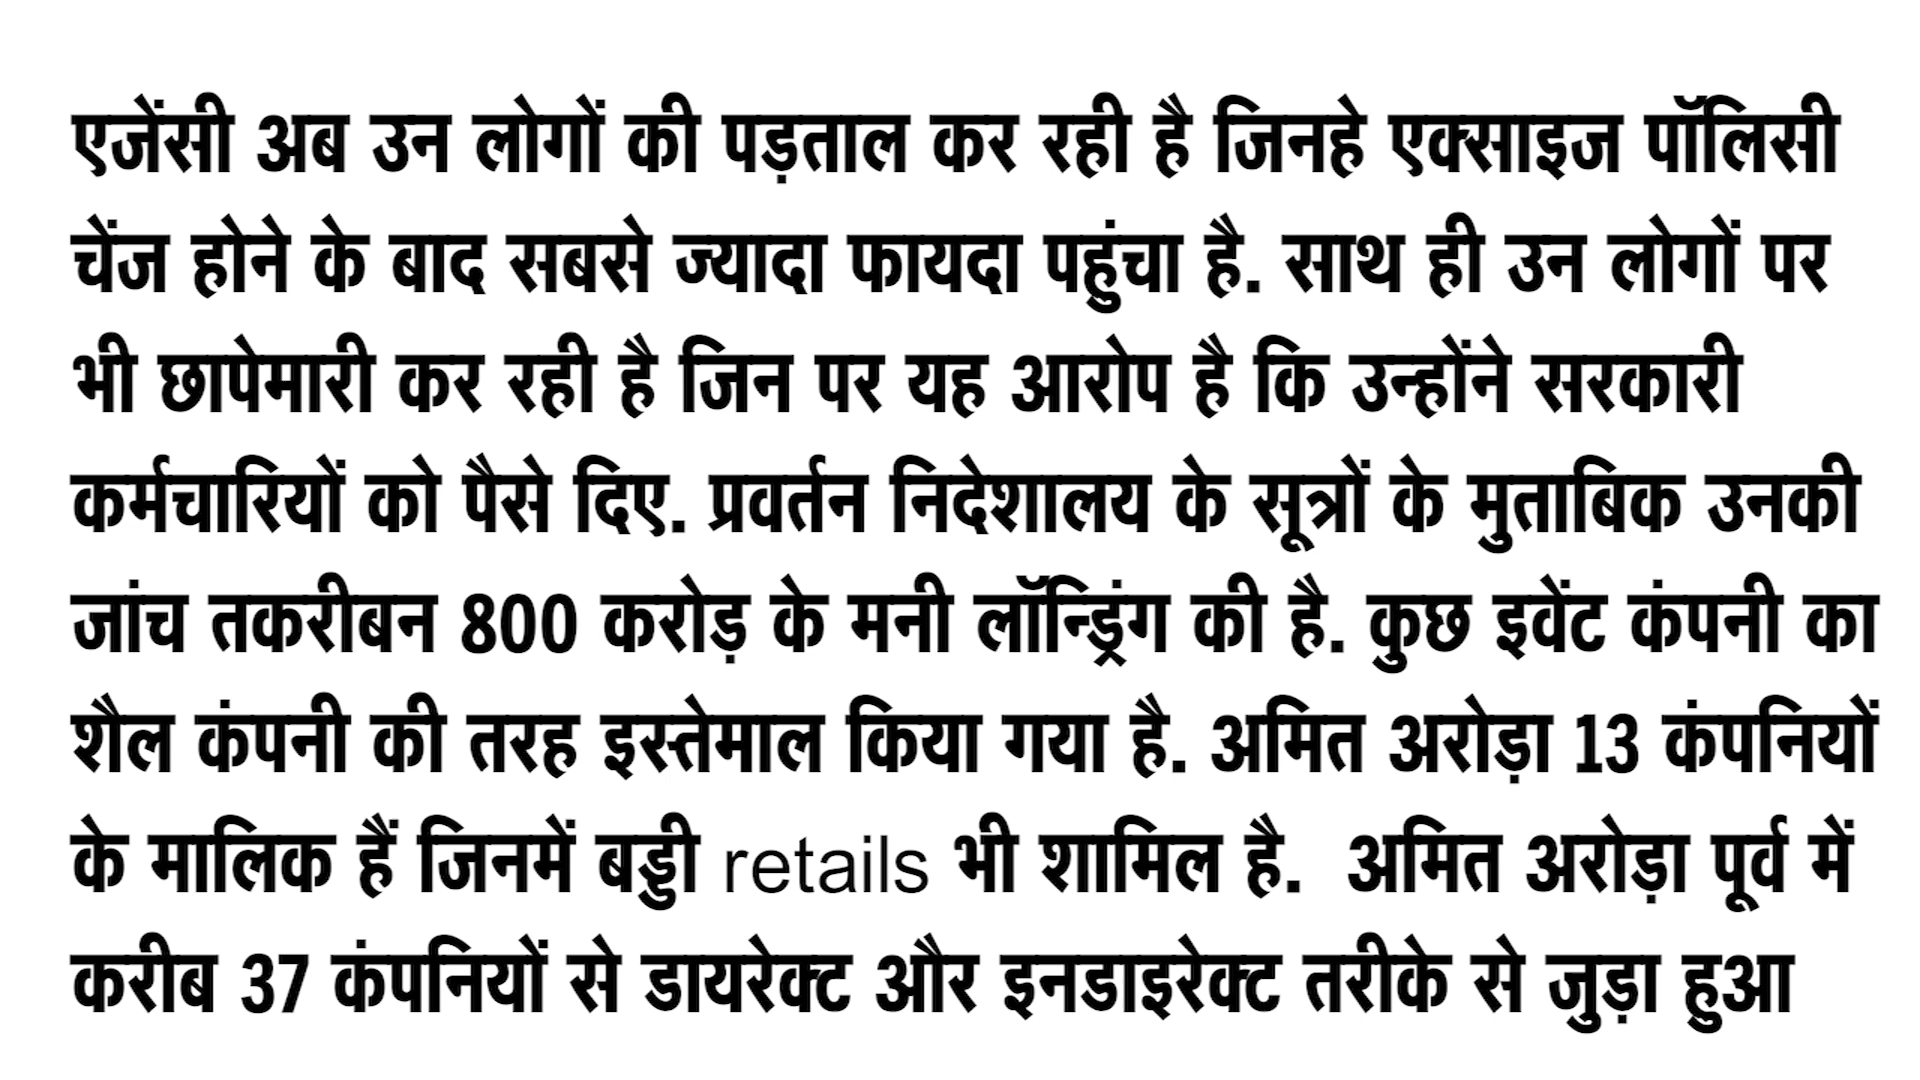 एजेंसी अब उन लोगों की पड़ताल कर रही है जिनहे एक्साइज पॉलिसी
चेंज होने के बाद सबसे ज्यादा फायदा पहुंचा है. साथ ही उन लोगों पर
भी छापेमारी कर रही है जिन पर यह आरोप है कि उन्होंने सरकारी
कर्मचारियों को पैसे दिए. प्रवर्तन निदेशालय के सूत्रों के मुताबिक उनकी
जांच तकरीबन 800 करोड़ के मनी लॉन्ड्रिंग की है. कुछ इवेंट कंपनी का
शैल कंपनी की तरह इस्तेमाल किया गया है. अमित अरोड़ा 13 कंपनियों
के मालिक हैं जिनमें बड्डी retails भी शामिल है.  अमित अरोड़ा पूर्व में
करीब 37 कंपनियों से डायरेक्ट और इनडाइरेक्ट तरीके से जुड़ा हुआ